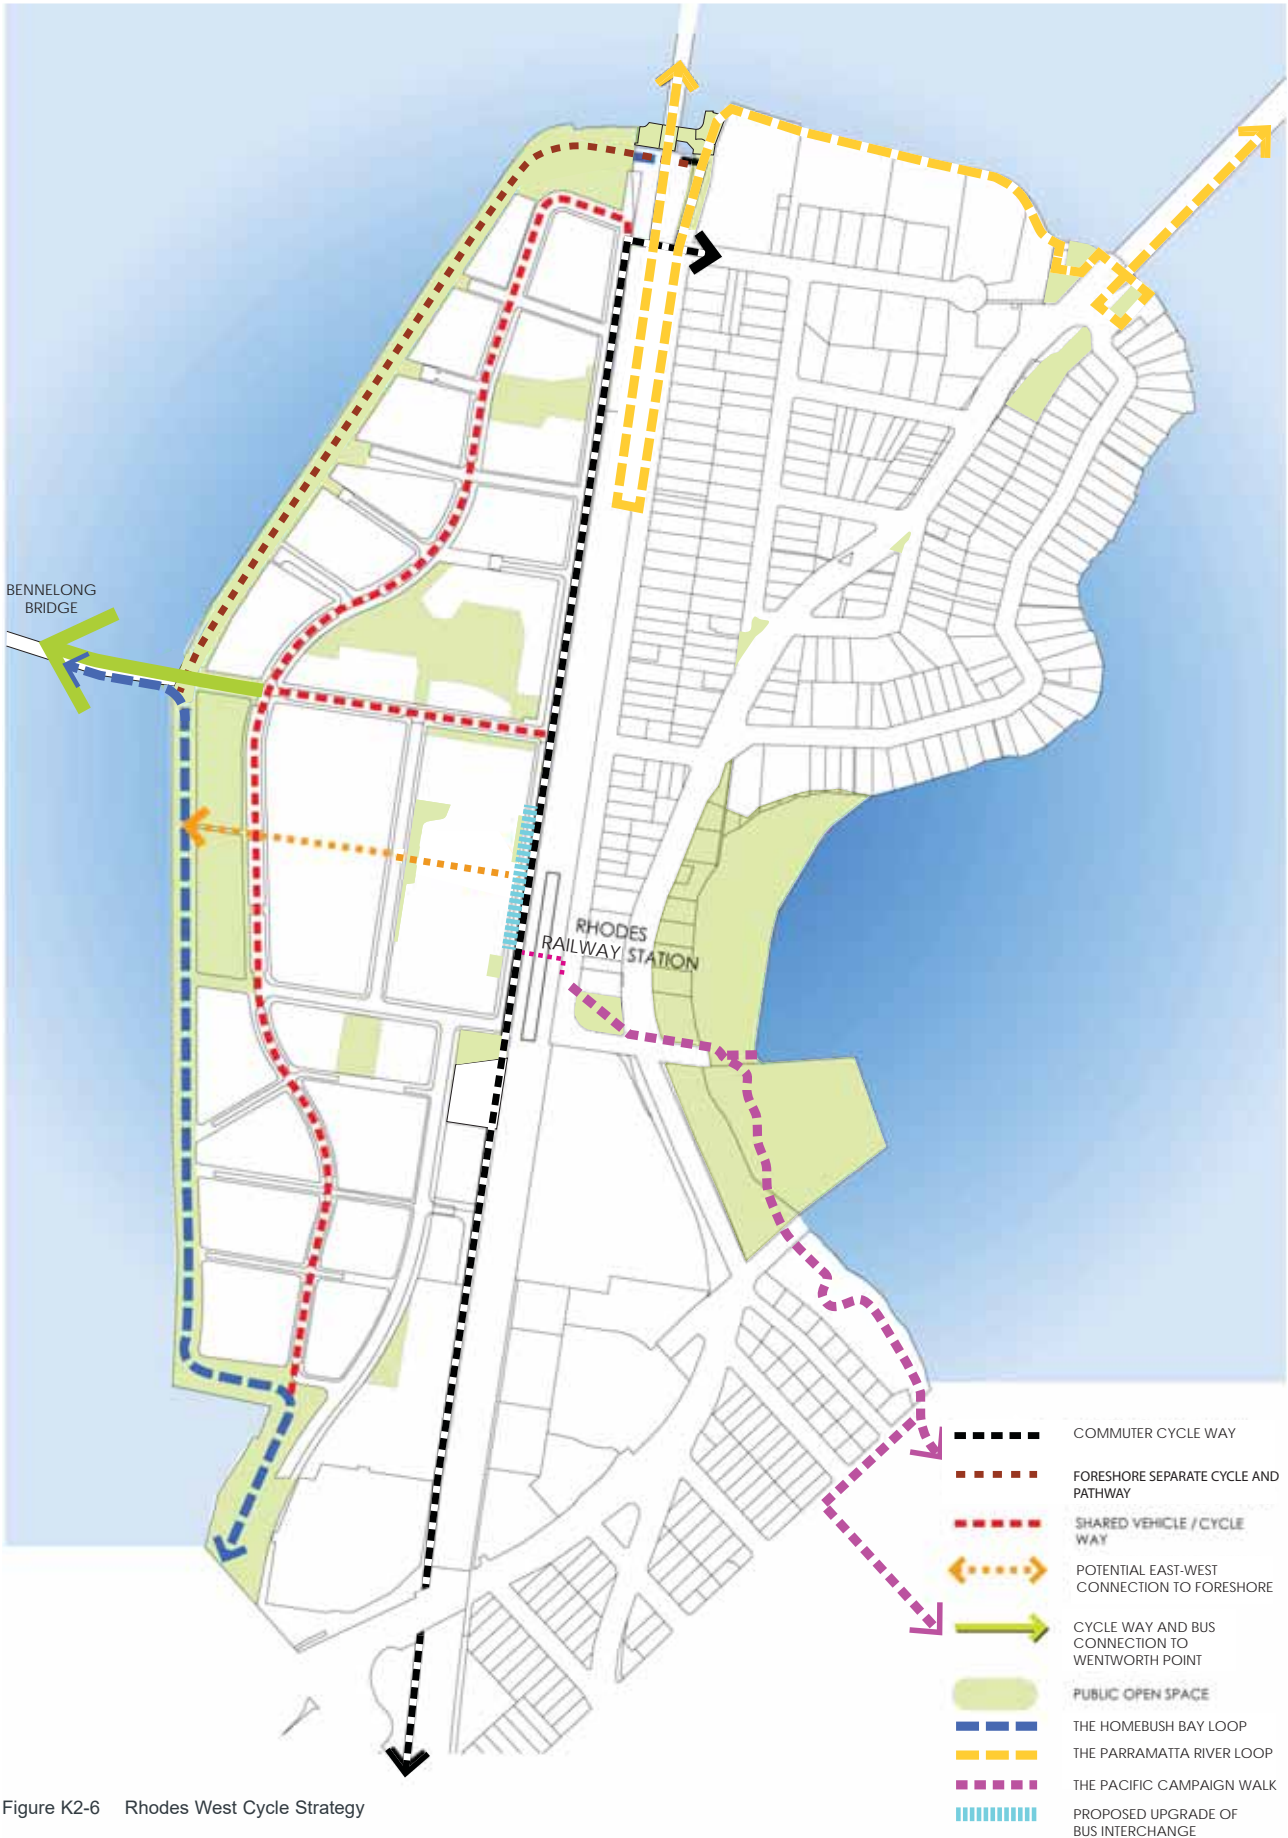 BENNELONG
BRIDGE
RHODES
RAILWAY STATION
COMMUTER CYCLE WAY
FORESHORE SEPARATE CYCLE AND
PATHWAY
SHARED VEHICLE / CYCLE
WAY
POTENTIAL EAST-WEST
CONNECTION TO FORESHORE
CYCLE WAY AND BUS
CONNECTION TO
WENTWORTH POINT
PUBLIC OPEN SPACE
THE HOMEBUSH BAY LOOP
THE PARRAMATTA RIVER LOOP
THE PACIFIC CAMPAIGN WALK
PROPOSED UPGRADE OF
BUS INTERCHANGE
Figure K2-6 Rhodes West Cycle Strategy